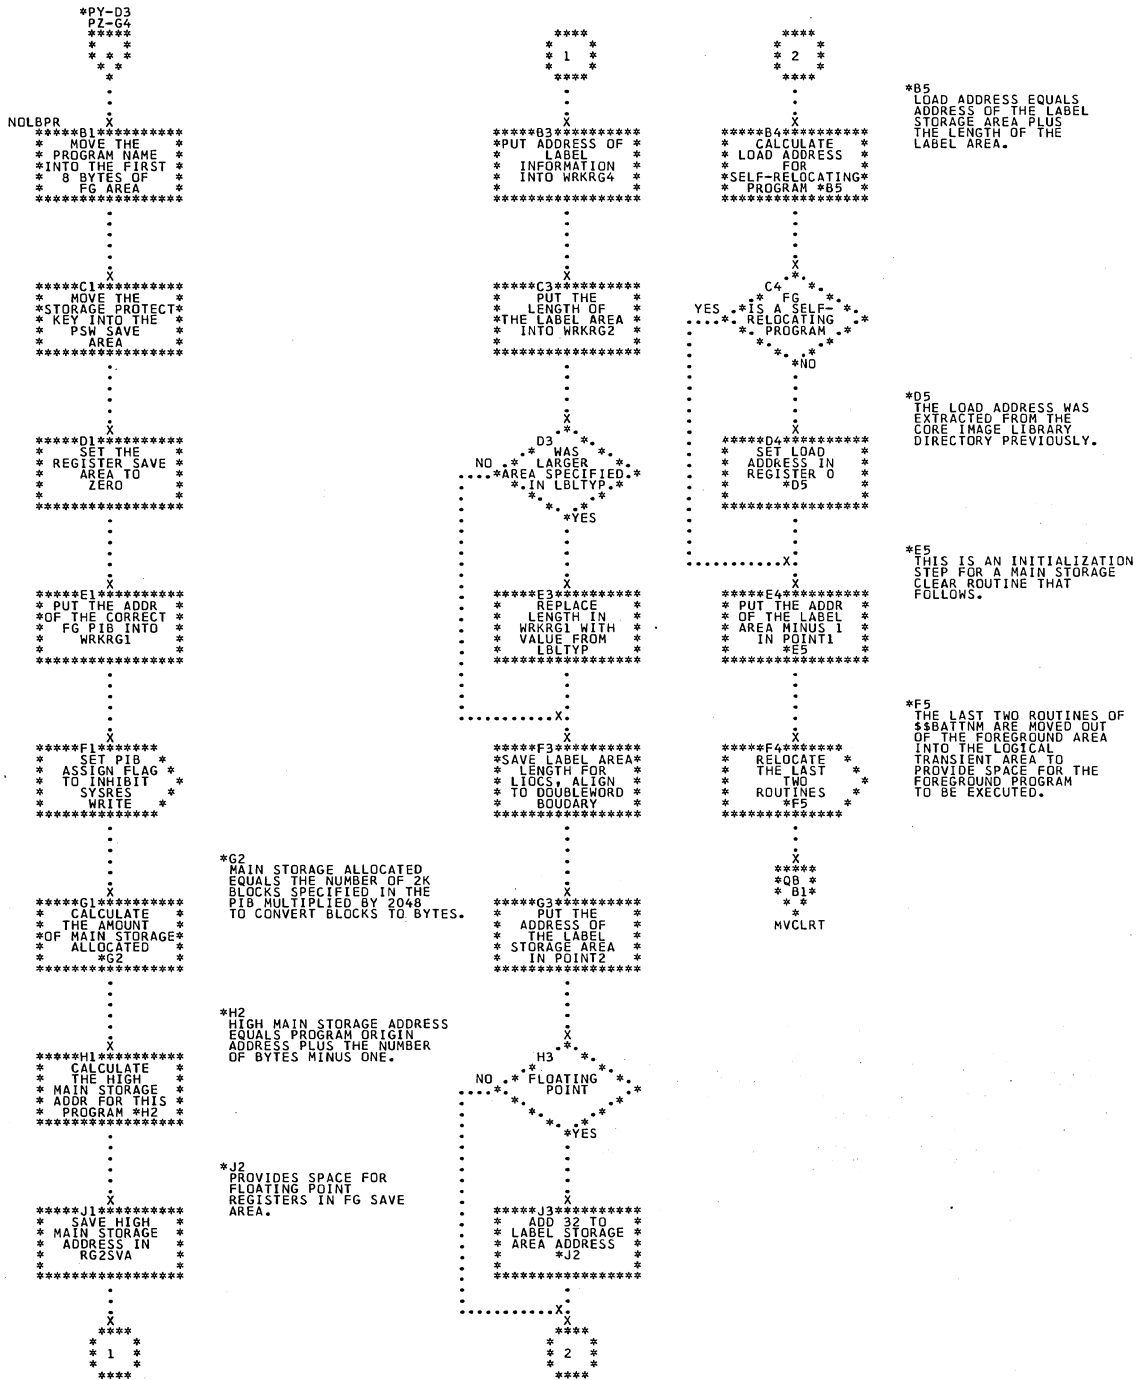 *PY-D3
PZ-G4
NOLBPR
B1
MOVE THE
PROGRAM NAME
INTO THE FIRST
8 BYTES OF
FG AREA
C1
MOVE THE
STORAGE PROTECT
KEY INTO THE
PSW SAVE
AREA
D1
SET THE
REGISTER SAVE
AREA TO
ZERO
E1
PUT THE ADDR
OF THE CORRECT
FG PIB INTO
WRKRG1
F1
SET PIB
ASSIGN FLAG
TO INHIBIT
SYSRES
WRITE
G1
CALCULATE
THE AMOUNT
OF MAIN STORAGE
ALLOCATED
*G2
H1
CALCULATE
THE HIGH
MAIN STORAGE
ADDR FOR THIS
PROGRAM *H2
J1
SAVE HIGH
MAIN STORAGE
ADDRESS IN
RG2SVA
1
*G2
MAIN STORAGE ALLOCATED
EQUALS THE NUMBER OF 2K
BLOCKS SPECIFIED IN THE
PIB MULTIPLIED BY 2048
TO CONVERT BLOCKS TO BYTES.
*H2
HIGH MAIN STORAGE ADDRESS
EQUALS PROGRAM ORIGIN
ADDRESS PLUS THE NUMBER
OF BYTES MINUS ONE.
*J2
PROVIDES SPACE FOR
FLOATING POINT
REGISTERS IN FG SAVE
AREA.
1
B3
PUT ADDRESS OF
LABEL
INFORMATION
INTO WRKRG4
C3
PUT THE
LENGTH OF
THE LABEL AREA
INTO WRKRG2
D3
WAS
LARGER
AREA SPECIFIED
IN LBLTYP
NO
YES
E3
REPLACE
LENGTH IN
WRKRG1 WITH
VALUE FROM
LBLTYP
F3
SAVE LABEL AREA
LENGTH FOR
LIOCS, ALIGN
TO DOUBLEWORD
BOUDARY
G3
PUT THE
ADDRESS OF
THE LABEL
STORAGE AREA
IN POINT2
H3
FLOATING
POINT
NO
YES
J3
ADD 32 TO
LABEL STORAGE
AREA ADDRESS
*J2
2
2
B4
CALCULATE
LOAD ADDRESS
FOR
SELF-RELOCATING
PROGRAM *B5
C4
FG
IS A SELF-
RELOCATING
PROGRAM
YES
NO
D4
SET LOAD
ADDRESS IN
REGISTER 0
*D5
E4
PUT THE ADDR
OF THE LABEL
AREA MINUS 1
IN POINT1
*E5
F4
RELOCATE
THE LAST
TWO
ROUTINES
*F5
*QB *
* B1*
MVCLRT
*B5
LOAD ADDRESS EQUALS
ADDRESS OF THE LABEL
STORAGE AREA PLUS
THE LENGTH OF THE
LABEL AREA.
*D5
THE LOAD ADDRESS WAS
EXTRACTED FROM THE
CORE IMAGE LIBRARY
DIRECTORY PREVIOUSLY.
*E5
THIS IS AN INITIALIZATION
STEP FOR A MAIN STORAGE
CLEAR ROUTINE THAT
FOLLOWS.
*F5
THE LAST TWO ROUTINES OF
$$BATTNM ARE MOVED OUT
OF THE FOREGROUND AREA
INTO THE LOGICAL
TRANSIENT AREA TO
PROVIDE SPACE FOR THE
FOREGROUND PROGRAM
TO BE EXECUTED.